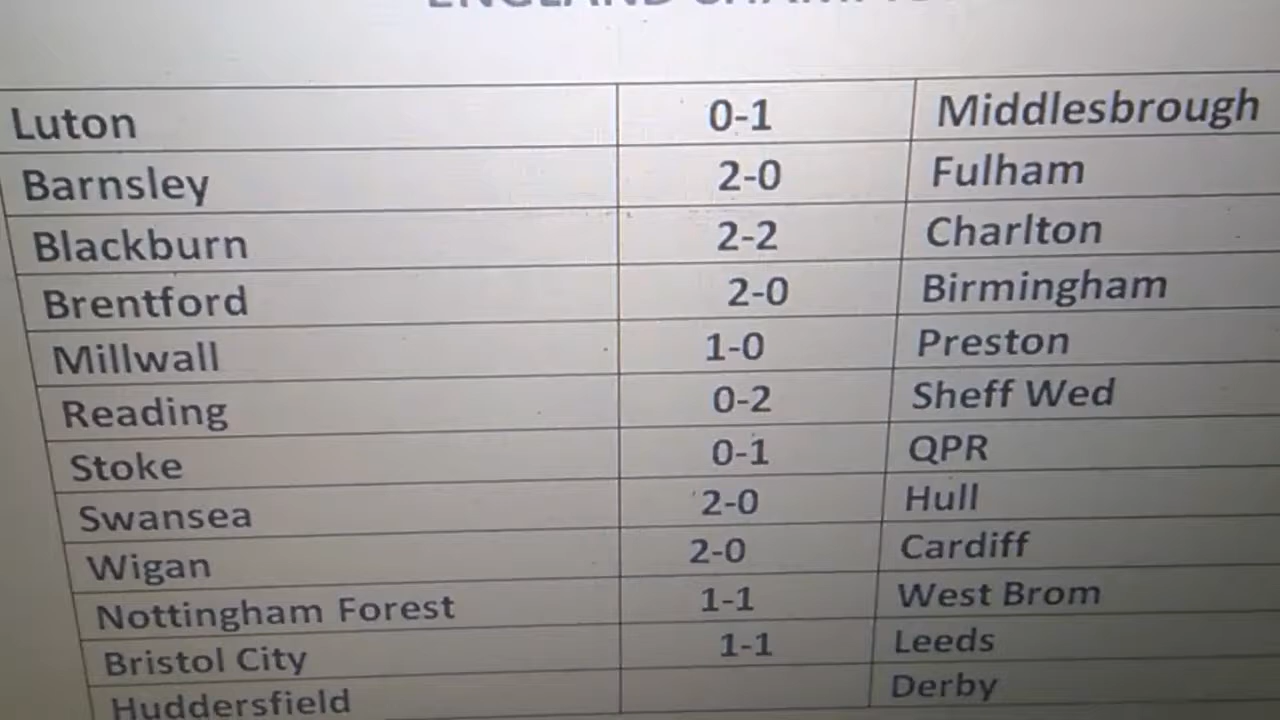 Luton 0-1 Middlesbrough
Barnsley 2-0 Fulham
Blackburn 2-2 Charlton
Brentford 2-0 Birmingham
Millwall 1-0 Preston
Reading 0-2 Sheff Wed
Stoke 0-1 QPR
Swansea 2-0 Hull
Wigan 2-0 Cardiff
Nottingham Forest 1-1 West Brom
Bristol City 1-1 Leeds
Huddersfield Derby